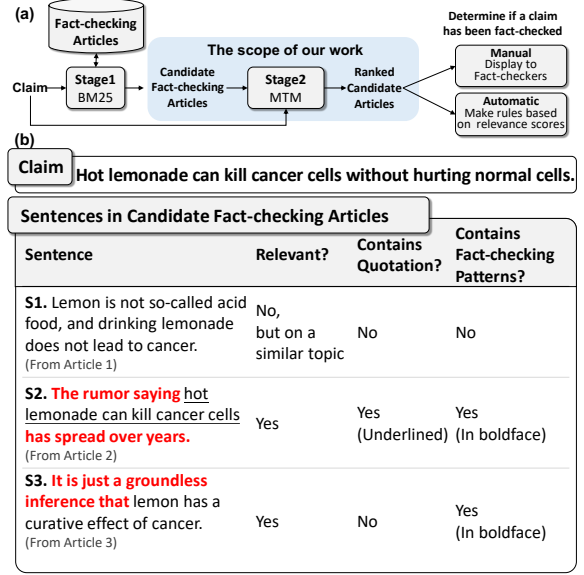 (a)
Fact-checking
Articles
Determine if a claim
has been fact-checked
The scope of our work
Claim
Stage1
BM25
Candidate
Fact-checking
Articles
Stage2
MTM
Ranked
Candidate
Articles
Manual
Display to
Fact-checkers
Automatic
Make rules based
on relevance scores
(b)
Claim
Hot lemonade can kill cancer cells without hurting normal cells.
Sentences in Candidate Fact-checking Articles
Sentence
Relevant?
Contains
Quotation?
Contains
Fact-checking
Patterns?
S1. Lemon is not so-called acid
food, and drinking lemonade
does not lead to cancer.
(From Article 1)
No,
but on a
similar topic
No
No
S2. The rumor saying hot
lemonade can kill cancer cells
has spread over years.
(From Article 2)
Yes
Yes
(Underlined)
Yes
(In boldface)
S3. It is just a groundless
inference that lemon has a
curative effect of cancer.
(From Article 3)
Yes
No
Yes
(In boldface)